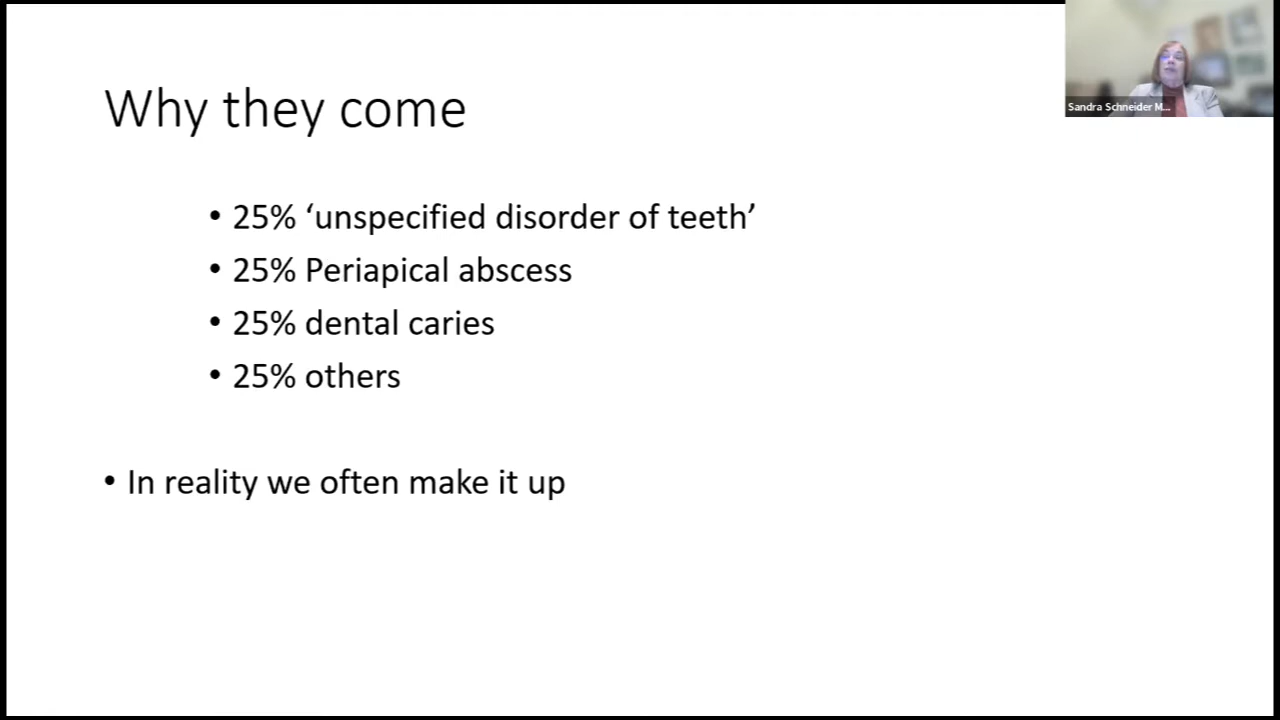 Why they come
• 25% ‘unspecified disorder of teeth’
• 25% Periapical abscess
• 25% dental caries
• 25% others
• In reality we often make it up
Sandra Schneider M...